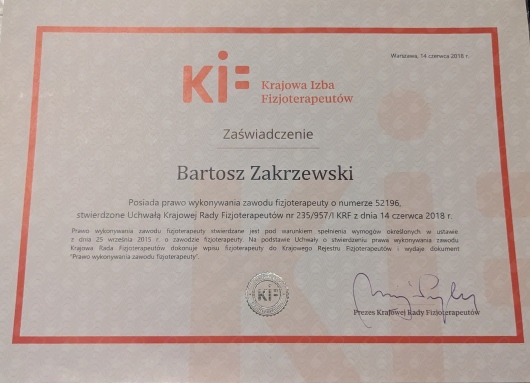 Warszawa, 14 czerwca 2018 r.
KIF
Krajowa Izba
Fizjoterapeutów
Zaświadczenie
Bartosz Zakrzewski
Posiada prawo wykonywania zawodu fizjoterapeuty o numerze 52196,
stwierdzone Uchwałą Krajowej Rady Fizjoterapeutów nr 235/957/I KRF z dnia 14 czerwca 2018 r.
Prawo wykonywania zawodu fizjoterapeuty stwierdzane jest pod warunkiem spełnienia wymogów określonych w ustawie
z dnia 25 września 2015 r. o zawodzie fizjoterapeuty. Na podstawie Uchwały o stwierdzeniu prawa wykonywania zawodu
Krajowa Rada Fizjoterapeutów dokonuje wpisu fizjoterapeuty do Krajowego Rejestru Fizjoterapeutów i wydaje dokument
"Prawo wykonywania zawodu fizjoterapeuty".
KIF
Prezes Krajowej Rady Fizjoterapeutów